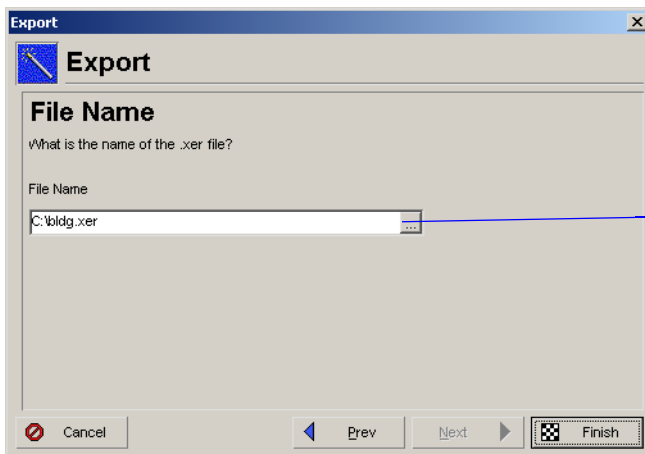 Export
Export
File Name
What is the name of the .xer file?
File Name
C:\bldg.xer
...
Cancel
Prev
Next
Finish